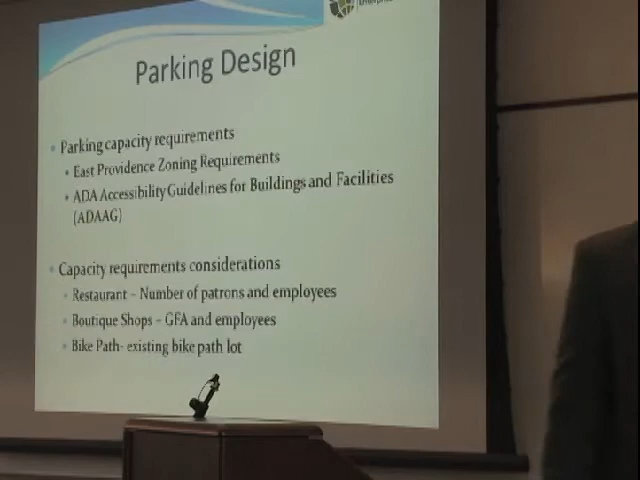 Parking Design
• Parking capacity requirements
• East Providence Zoning Requirements
• ADA Accessibility Guidelines for Buildings and Facilities
(ADAAG)
• Capacity requirements considerations
• Restaurant – Number of patrons and employees
• Boutique Shops – GFA and employees
• Bike Path- existing bike path lot